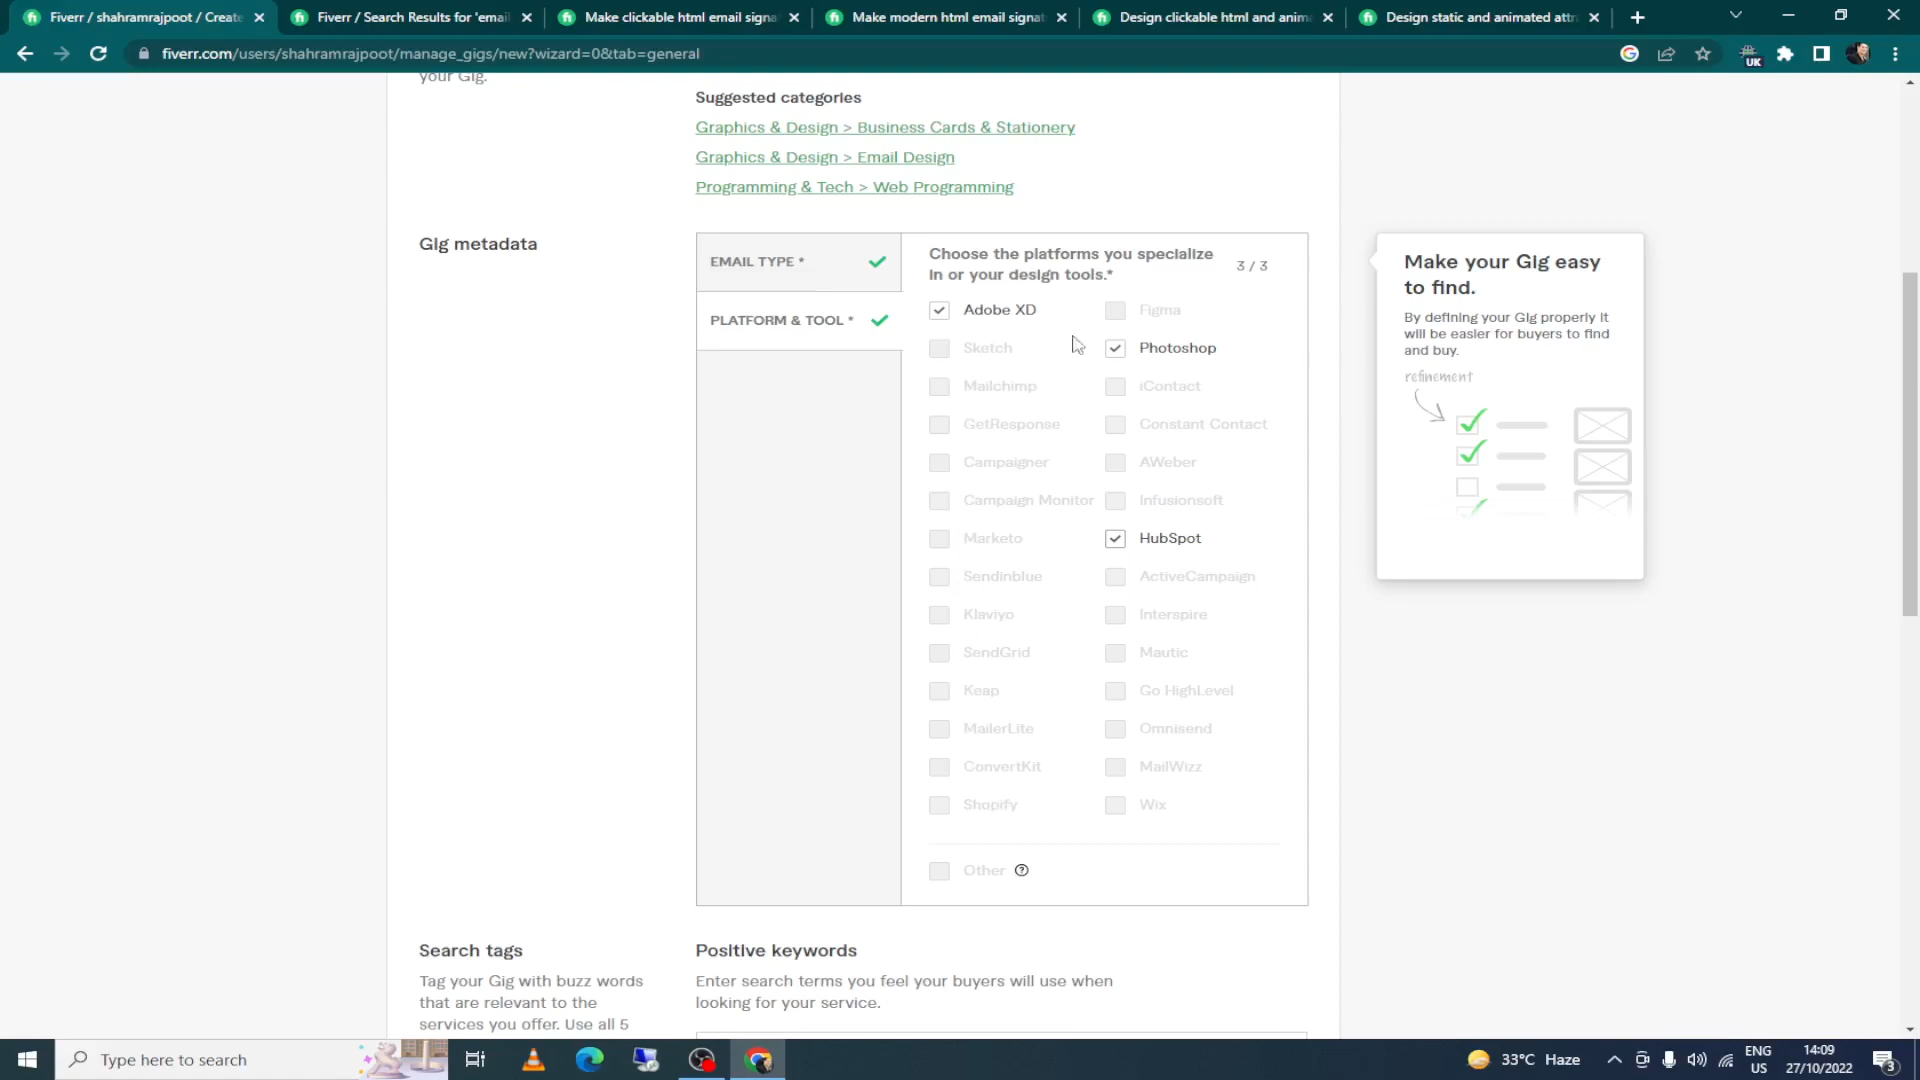 Fiverr / shahramrajpoot / Create
Fiverr / Search Results for 'email
Make clickable html email signa
Make modern html email signat
Design clickable html and anima
Design static and animated attr
fiverr.com/users/shahramrajpoot/manage_gigs/new?wizard=0&tab=general
UK
your Gig.
Suggested categories
Graphics & Design > Business Cards & Stationery
Graphics & Design > Email Design
Programming & Tech > Web Programming
Gig metadata
EMAIL TYPE *
PLATFORM & TOOL *
Choose the platforms you specialize
in or your design tools.*
3 / 3
Adobe XD
Figma
Sketch
Photoshop
Mailchimp
iContact
GetResponse
Constant Contact
Campaigner
AWeber
Campaign Monitor
Infusionsoft
Marketo
HubSpot
Sendinblue
ActiveCampaign
Klaviyo
Interspire
SendGrid
Mautic
Keap
Go HighLevel
MailerLite
Omnisend
ConvertKit
MailWizz
Shopify
Wix
Other
Make your Gig easy
to find.
By defining your Gig properly it
will be easier for buyers to find
and buy.
refinement
Search tags
Tag your Gig with buzz words
that are relevant to the
services you offer. Use all 5
Positive keywords
Enter search terms you feel your buyers will use when
looking for your service.
Type here to search
33°C Haze
ENG
US
14:09
27/10/2022
3